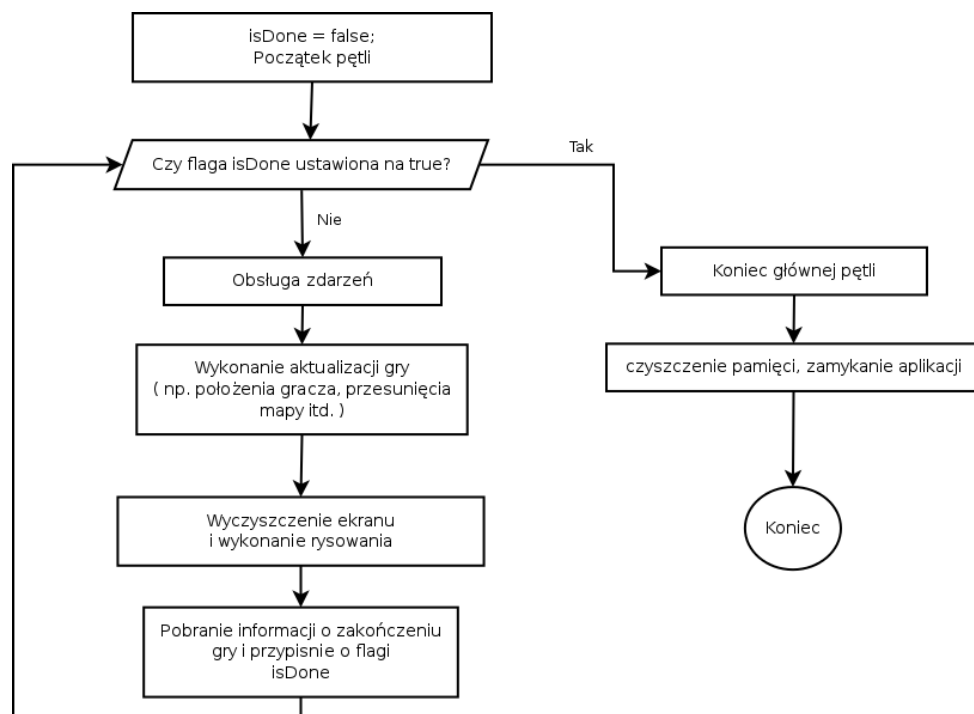 isDone = false;
Początek pętli
Czy flaga isDone ustawiona na true?
Tak
Nie
Obsługa zdarzeń
Koniec głównej pętli
Wykonanie aktualizacji gry
( np. położenia gracza, przesunięcia
mapy itd. )
czyszczenie pamięci, zamykanie aplikacji
Wyczyszczenie ekranu
i wykonanie rysowania
Koniec
Pobranie informacji o zakończeniu
gry i przypisnie o flagi
isDone